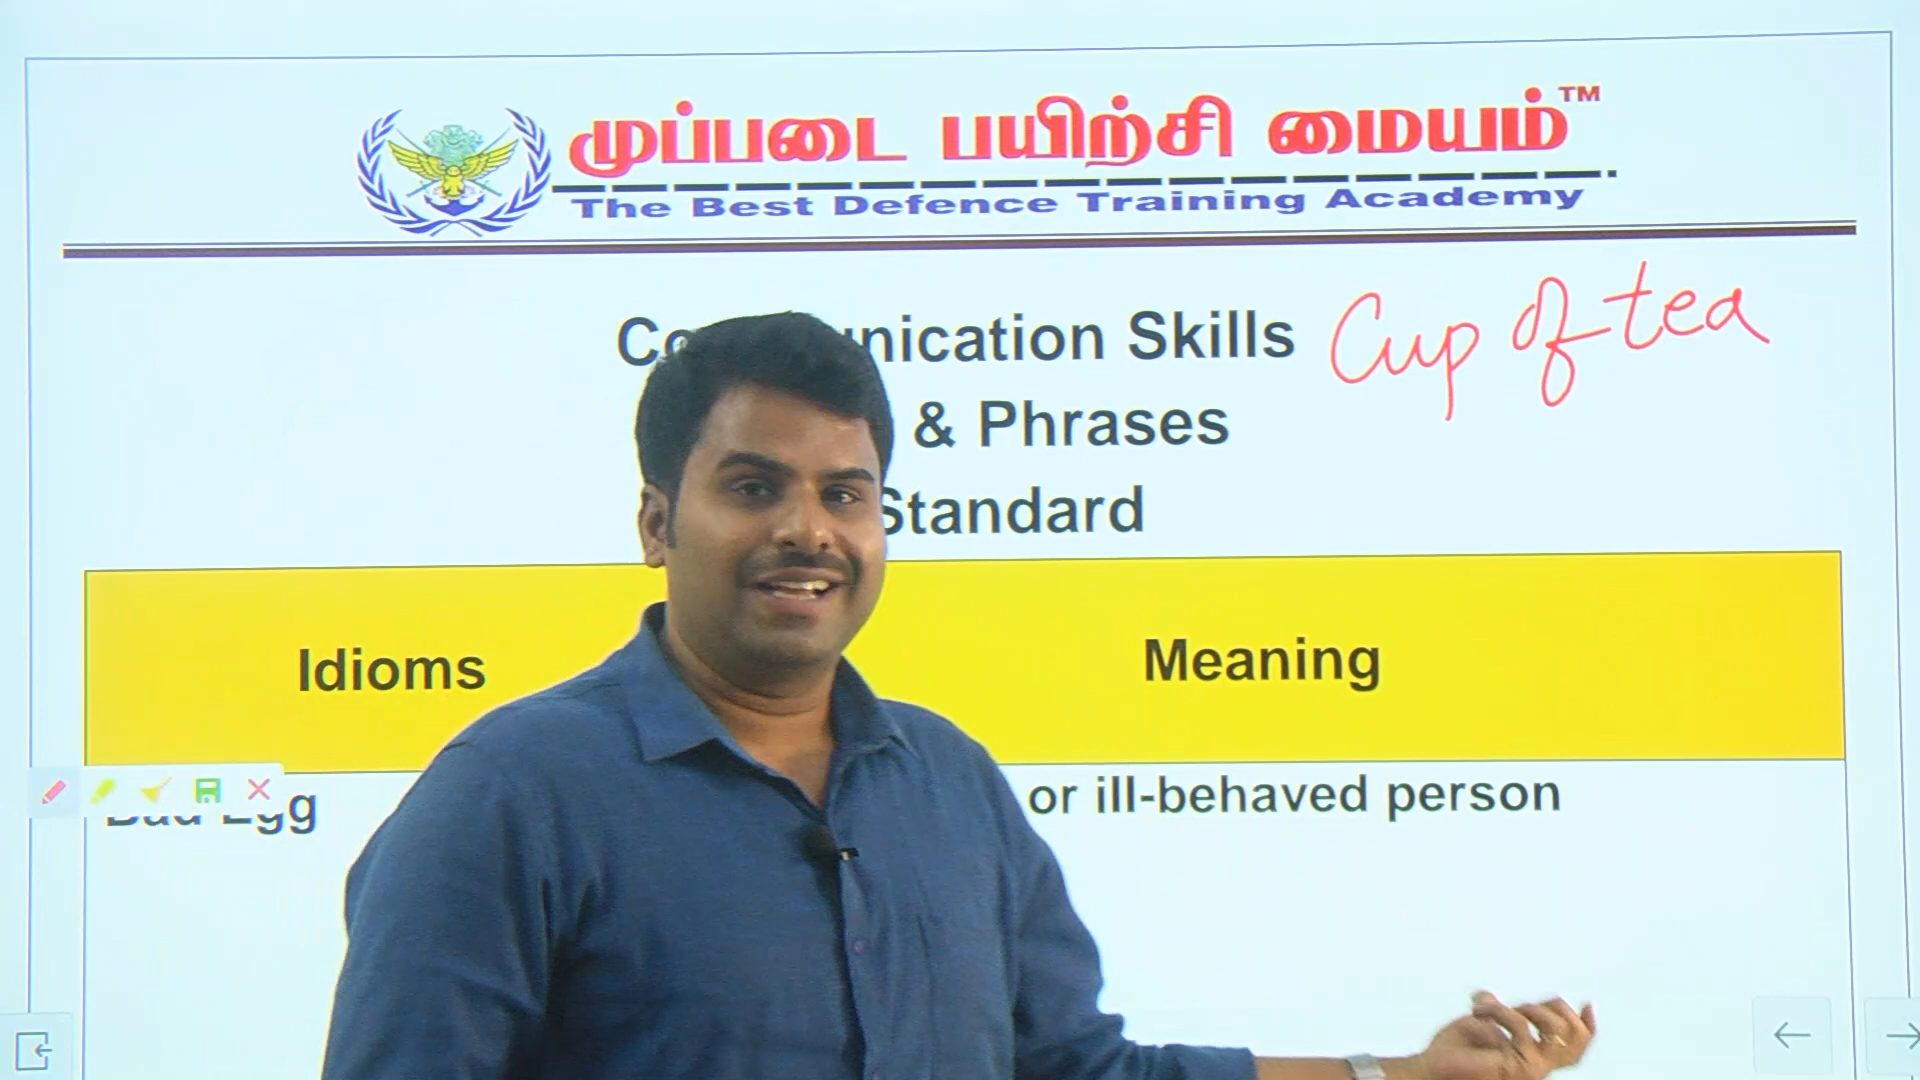 முப்படை பயிற்சி மையம்™
The Best Defence Training Academy
Skills Cup of tea
& Phrases
Standard
Idioms Meaning
Egg or ill-behaved person